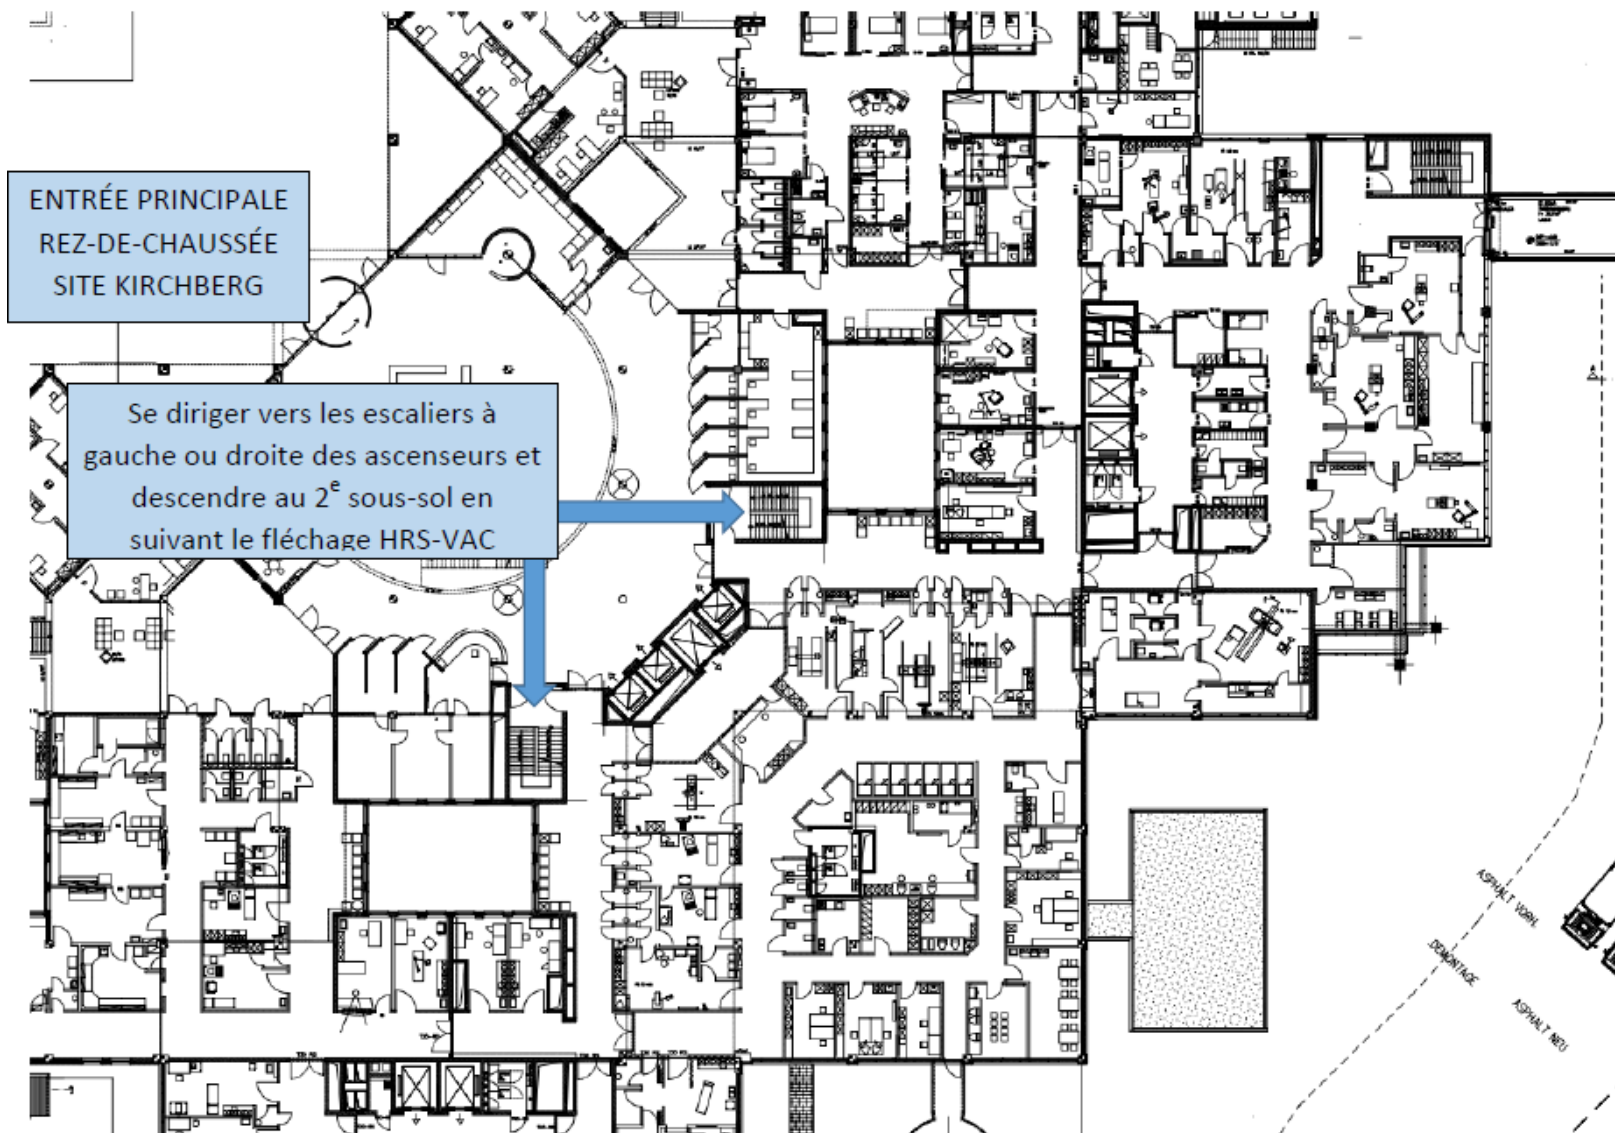 ENTRÉE PRINCIPALE
REZ-DE-CHAUSSÉE
SITE KIRCHBERG
Se diriger vers les escaliers à
gauche ou droite des ascenseurs et
descendre au 2e sous-sol en
suivant le fléchage HRS-VAC
ASPHALT VORH.
DEMONTAGE
ASPHALT NEU